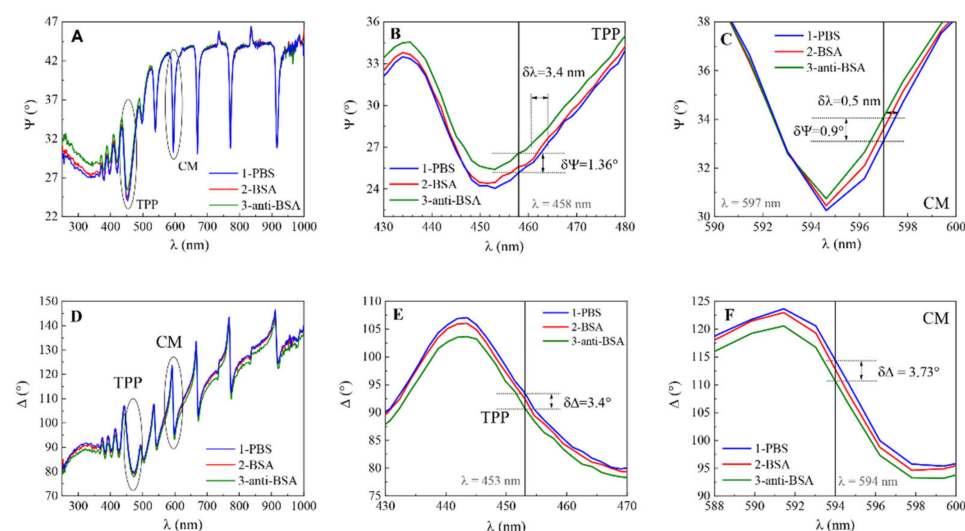 A
45
42
39
36
33
30
27
24
Ψ (°)
CM
TPP
1-PBS
2-BSA
3-anti-BSA
300 400 500 600 700 800 900 1000
λ (nm)
B
TPP
36
33
30
27
24
Ψ (°)
δλ=3.4 nm
δΨ=1.36°
1-PBS
2-BSA
3-anti-BSA
λ = 458 nm
430 440 450 460 470 480
λ (nm)
C
38
36
34
32
30
Ψ (°)
1-PBS
2-BSA
3-anti-BSA
δλ=0.5 nm
δΨ=0.9°
λ = 597 nm
CM
590 592 594 596 598 600
λ (nm)
D
150
140
130
120
110
100
90
80
70
Δ (°)
CM
TPP
1-PBS
2-BSA
3-anti-BSA
300 400 500 600 700 800 900 1000
λ (nm)
E
110
105
100
95
90
85
80
75
Δ (°)
1-PBS
2-BSA
3-anti-BSA
δΔ=3.4°
TPP
λ = 453 nm
430 440 450 460 470
λ (nm)
F
CM
125
120
115
110
105
100
95
90
Δ (°)
δΔ = 3,73°
1-PBS
2-BSA
3-anti-BSA
λ = 594 nm
588 590 592 594 596 598 600
λ (nm)